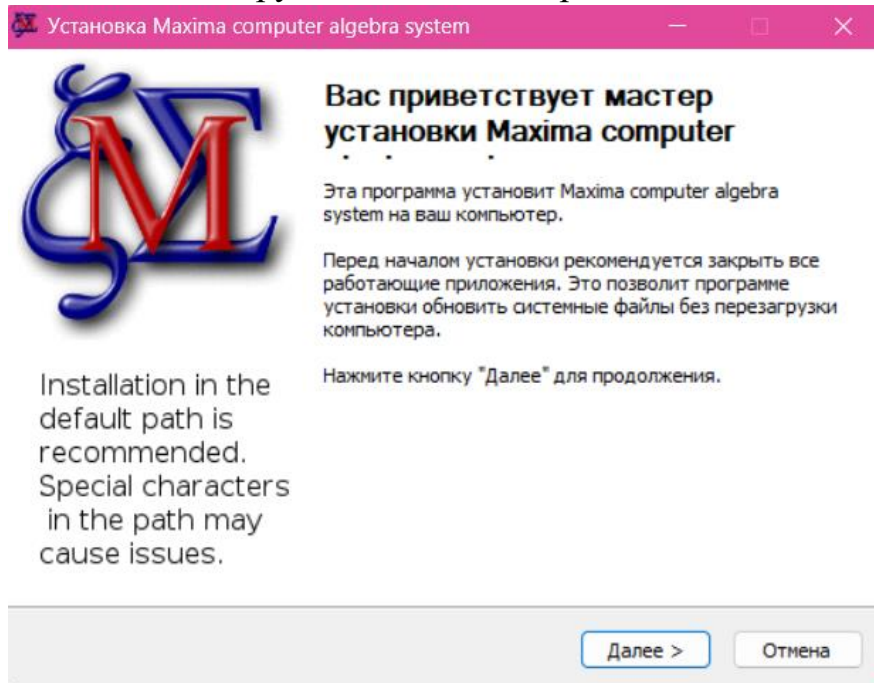 Установка Maxima computer algebra system
Вас приветствует мастер
установки Maxima computer
Эта программа установит Maxima computer algebra
system на ваш компьютер.
Перед началом установки рекомендуется закрыть все
работающие приложения. Это позволит программе
установки обновить системные файлы без перезагрузки
компьютера.
Нажмите кнопку "Далее" для продолжения.
Installation in the
default path is
recommended.
Special characters
in the path may
cause issues.
Далее >
Отмена